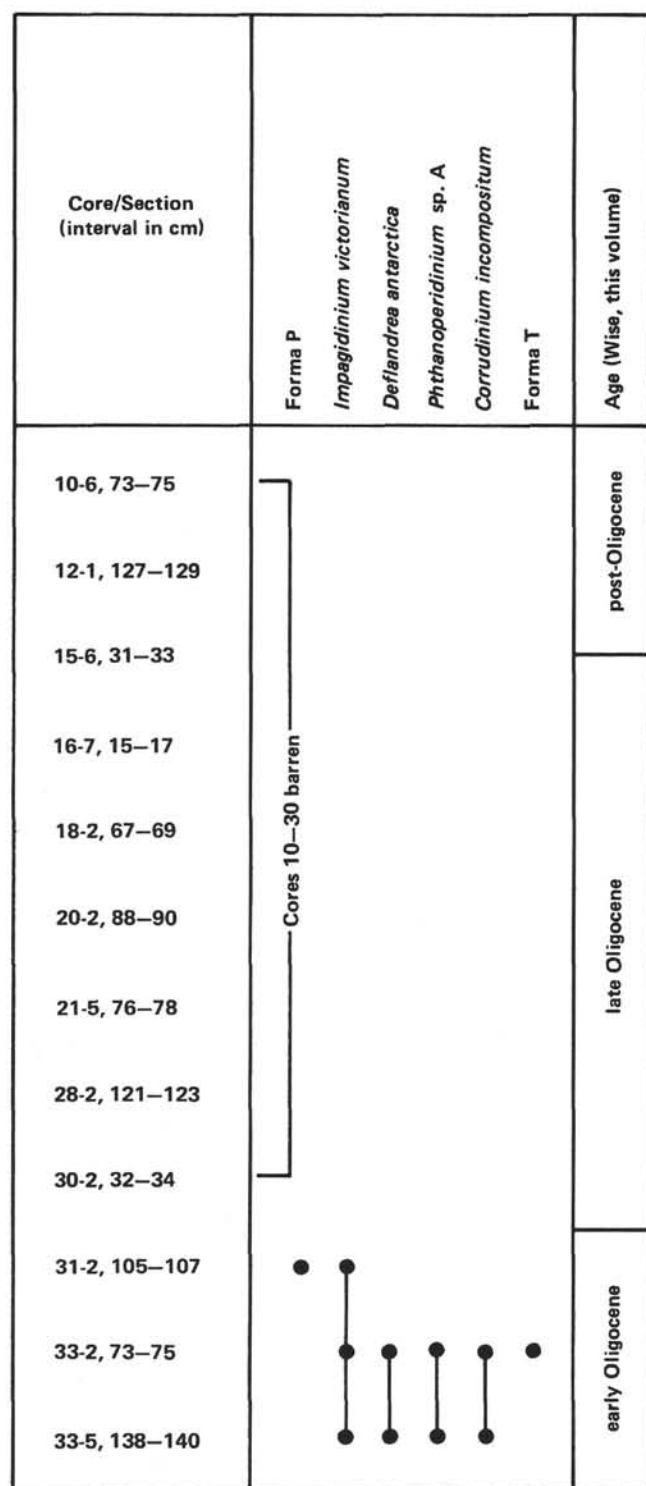 Core/Section
(interval in cm)
Forma P
Impagidinium victorianum
Deflandrea antarctica
Phthanoperidinium sp. A
Corrudinium incompositum
Forma T
Age (Wise, this volume)
10-6, 73—75
12-1, 127—129
15-6, 31—33
16-7, 15—17
18-2, 67—69
20-2, 88—90
21-5, 76—78
28-2, 121—123
30-2, 32—34
31-2, 105—107
33-2, 73—75
33-5, 138—140
Cores 10—30 barren
post-Oligocene
late Oligocene
early Oligocene